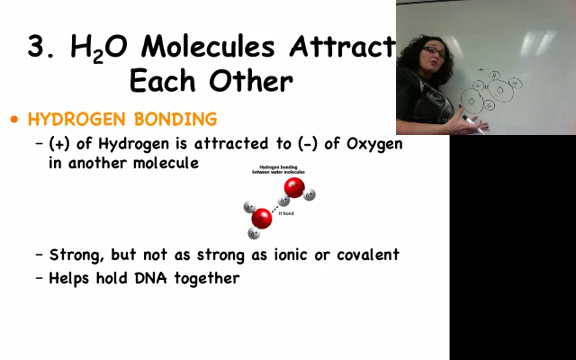 3. H₂O Molecules Attract
Each Other
• HYDROGEN BONDING
– (+) of Hydrogen is attracted to (-) of Oxygen
in another molecule
Hydrogen bonding
between water molecules
H bond
– Strong, but not as strong as ionic or covalent
– Helps hold DNA together